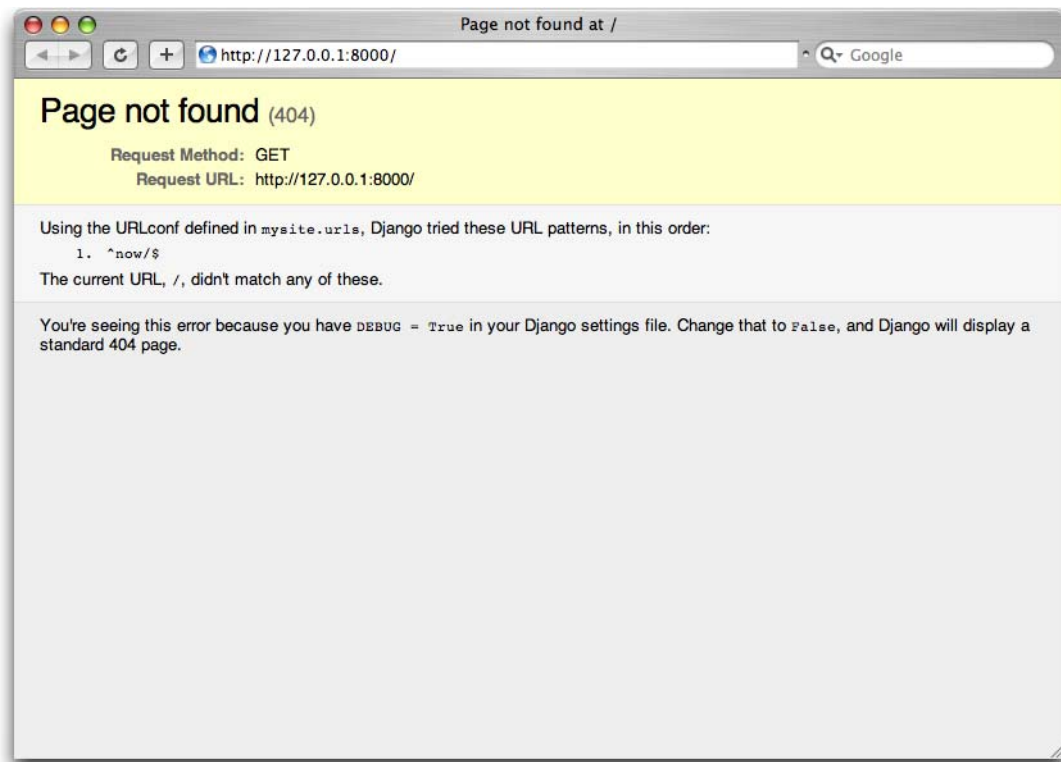 Page not found at /
http://127.0.0.1:8000/
Google
Page not found (404)
Request Method: GET
Request URL: http://127.0.0.1:8000/
Using the URLconf defined in mysite.urls, Django tried these URL patterns, in this order:
1. ^now/$
The current URL, /, didn't match any of these.
You're seeing this error because you have DEBUG = True in your Django settings file. Change that to False, and Django will display a
standard 404 page.